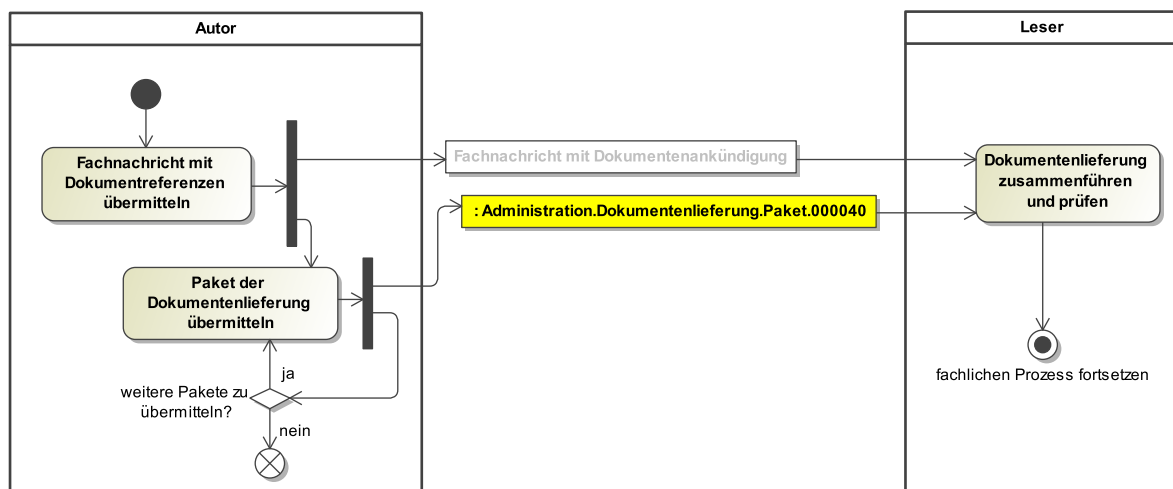 Autor
Leser
Fachnachricht mit
Dokumentreferenzen
übermitteln
Fachnachricht mit Dokumentenankündigung
: Administration.Dokumentenlieferung.Paket.000040
Dokumentenlieferung
zusammenführen
und prüfen
Paket der
Dokumentenlieferung
übermitteln
ja
weitere Pakete zu
übermitteln?
nein
fachlichen Prozess fortsetzen